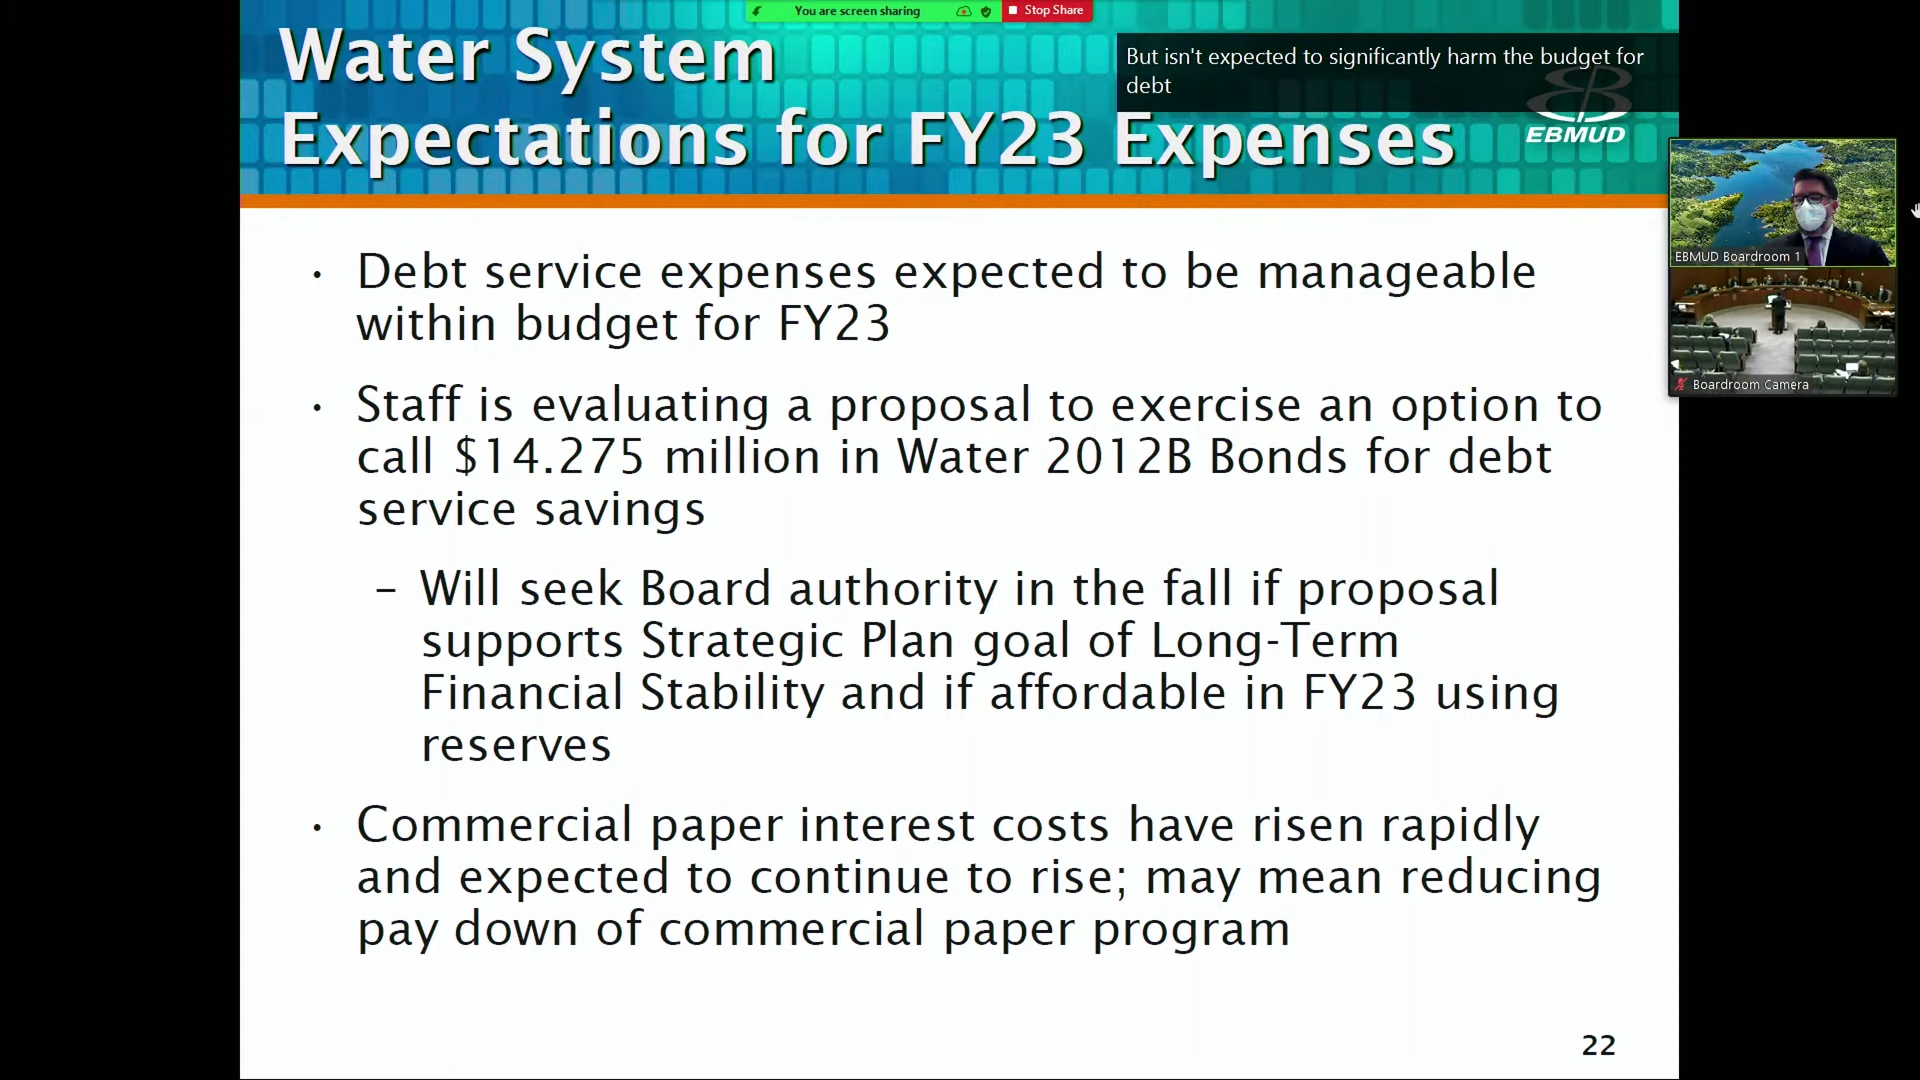 You are screen sharing
Stop Share
Water System
Expectations for FY23 Expenses
But isn't expected to significantly harm the budget for
debt
EBMUD
EBMUD Boardroom 1
Boardroom Camera
• Debt service expenses expected to be manageable
within budget for FY23
• Staff is evaluating a proposal to exercise an option to
call $14.275 million in Water 2012B Bonds for debt
service savings
– Will seek Board authority in the fall if proposal
supports Strategic Plan goal of Long-Term
Financial Stability and if affordable in FY23 using
reserves
• Commercial paper interest costs have risen rapidly
and expected to continue to rise; may mean reducing
pay down of commercial paper program
22